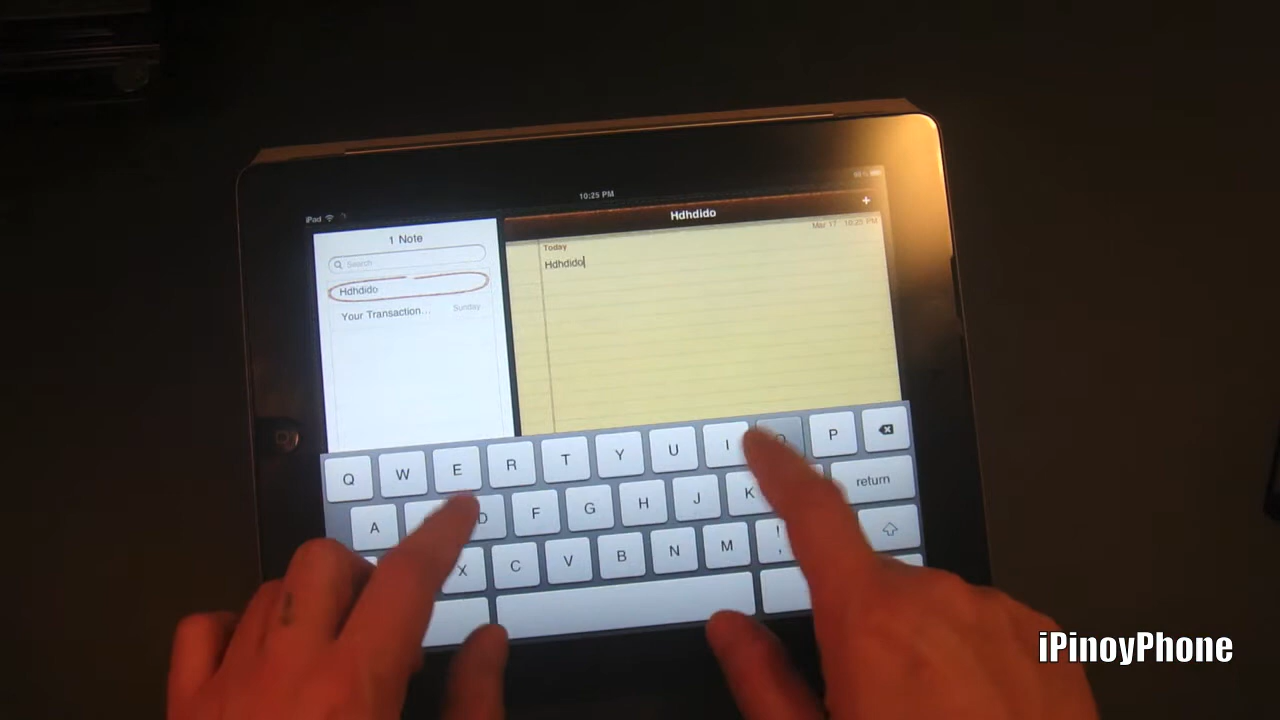 10:25 PM
iPad
1 Note
Search
Hdhdido
Your Transaction...
Sunday
Hdhdido
+
Today
Mar 17 10:25 PM
Hdhdido
Q W E R T Y U I O P
A D F G H J K return
X C V B N M ! ,
iPinoyPhone